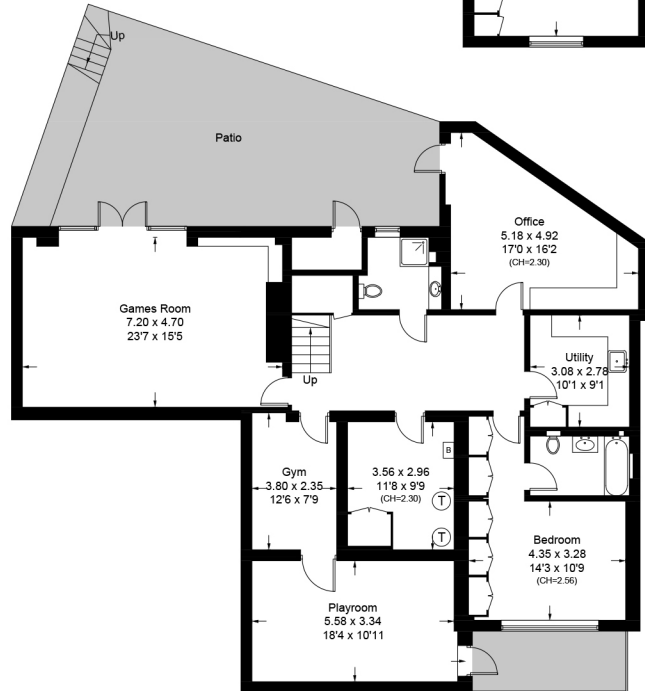 Up
Patio
Office
5.18 x 4.92
17'0 x 16'2
(CH=2.30)
Games Room
7.20 x 4.70
23'7 x 15'5
Up
Utility
3.08 x 2.78
10'1 x 9'1
Gym
3.80 x 2.35
12'6 x 7'9
3.56 x 2.96
11'8 x 9'9
(CH=2.30)
B
T
T
Bedroom
4.35 x 3.28
14'3 x 10'9
(CH=2.56)
Playroom
5.58 x 3.34
18'4 x 10'11